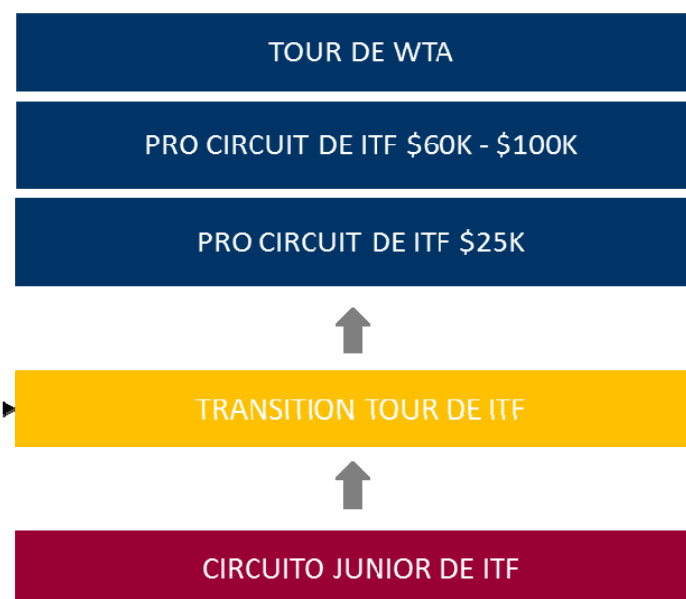 TOUR DE WTA
PRO CIRCUIT DE ITF $60K - $100K
PRO CIRCUIT DE ITF $25K
TRANSITION TOUR DE ITF
CIRCUITO JUNIOR DE ITF